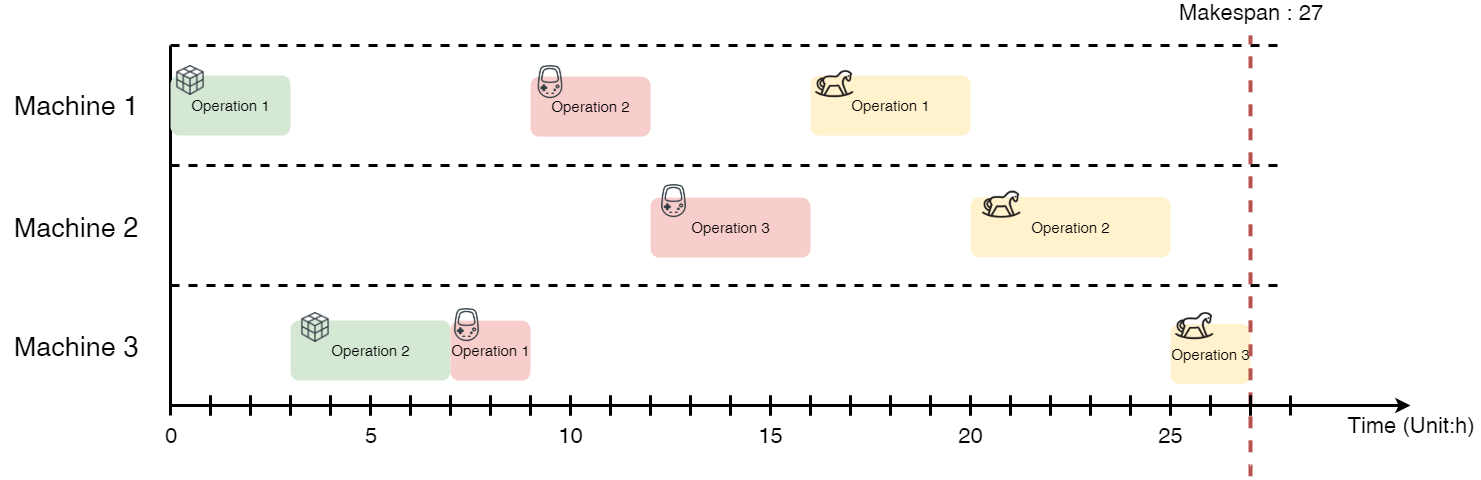 Makespan : 27
Machine 1
Operation 1
Operation 2
Operation 1
Machine 2
Operation 3
Operation 2
Machine 3
Operation 2
Operation 1
Operation 3
0
5
10
15
20
25
Time (Unit:h)